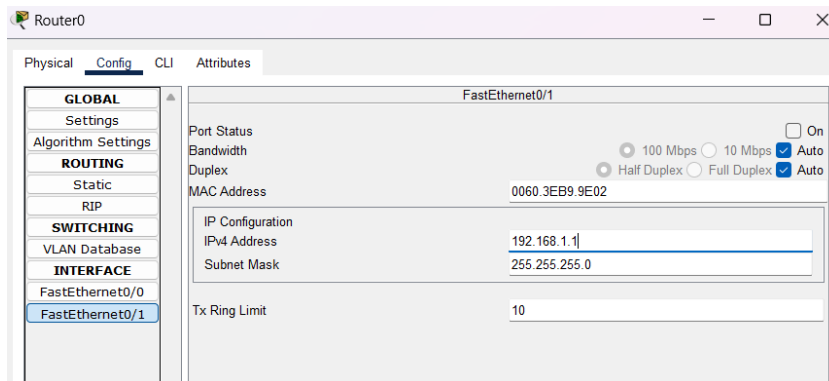 Router0
Physical Config CLI Attributes
GLOBAL
Settings
Algorithm Settings
ROUTING
Static
RIP
SWITCHING
VLAN Database
INTERFACE
FastEthernet0/0
FastEthernet0/1
FastEthernet0/1
Port Status On
Bandwidth 100 Mbps 10 Mbps Auto
Duplex Half Duplex Full Duplex Auto
MAC Address 0060.3EB9.9E02
IP Configuration
IPv4 Address 192.168.1.1
Subnet Mask 255.255.255.0
Tx Ring Limit 10